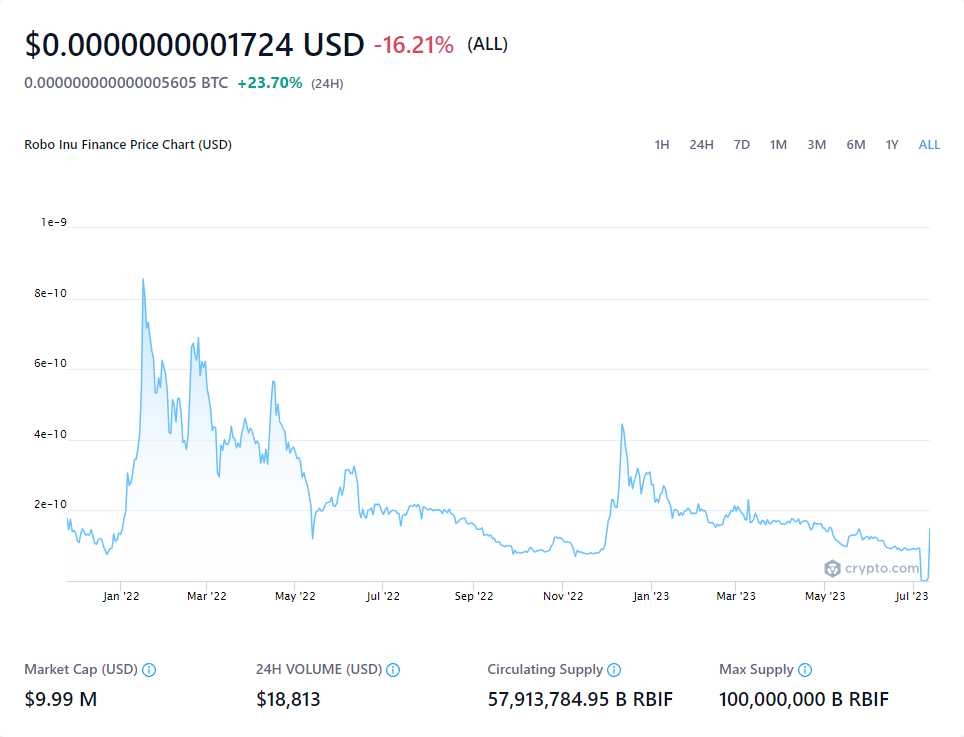 $0.0000000001724 USD -16.21% (ALL)
0.000000000000005605 BTC +23.70% (24H)
Robo Inu Finance Price Chart (USD) 1H 24H 7D 1M 3M 6M 1Y ALL
1e-9
8e-10
6e-10
4e-10
2e-10
crypto.com
Jan '22 Mar '22 May '22 Jul '22 Sep '22 Nov '22 Jan '23 Mar '23 May '23 Jul '23
Market Cap (USD) 24H VOLUME (USD) Circulating Supply Max Supply
$9.99 M $18,813 57,913,784.95 B RBIF 100,000,000 B RBIF